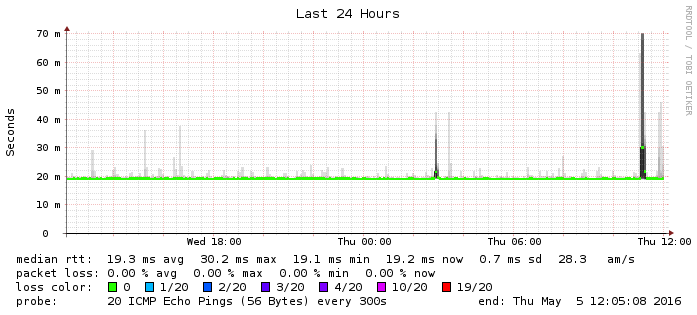 Last 24 Hours
RRDTOOL / TOBI OETIKER
Seconds
70 m
60 m
50 m
40 m
30 m
20 m
10 m
0
Wed 18:00 Thu 00:00 Thu 06:00 Thu 12:00
median rtt: 19.3 ms avg 30.2 ms max 19.1 ms min 19.2 ms now 0.7 ms sd 28.3 am/s
packet loss: 0.00 % avg 0.00 % max 0.00 % min 0.00 % now
loss color: 0 1/20 2/20 3/20 4/20 10/20 19/20
probe: 20 ICMP Echo Pings (56 Bytes) every 300s end: Thu May 5 12:05:08 2016